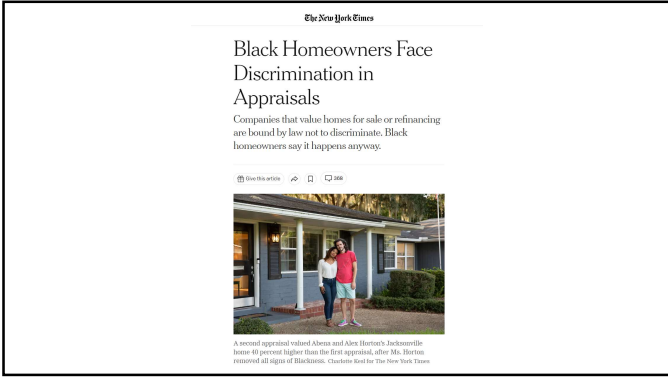 The New York Times
Black Homeowners Face
Discrimination in
Appraisals
Companies that value homes for sale or refinancing
are bound by law not to discriminate. Black
homeowners say it happens anyway.
Give this article
368
A second appraisal valued Abena and Alex Horton's Jacksonville
home 40 percent higher than the first appraisal, after Ms. Horton
removed all signs of Blackness. Charlotte Kesl for The New York Times